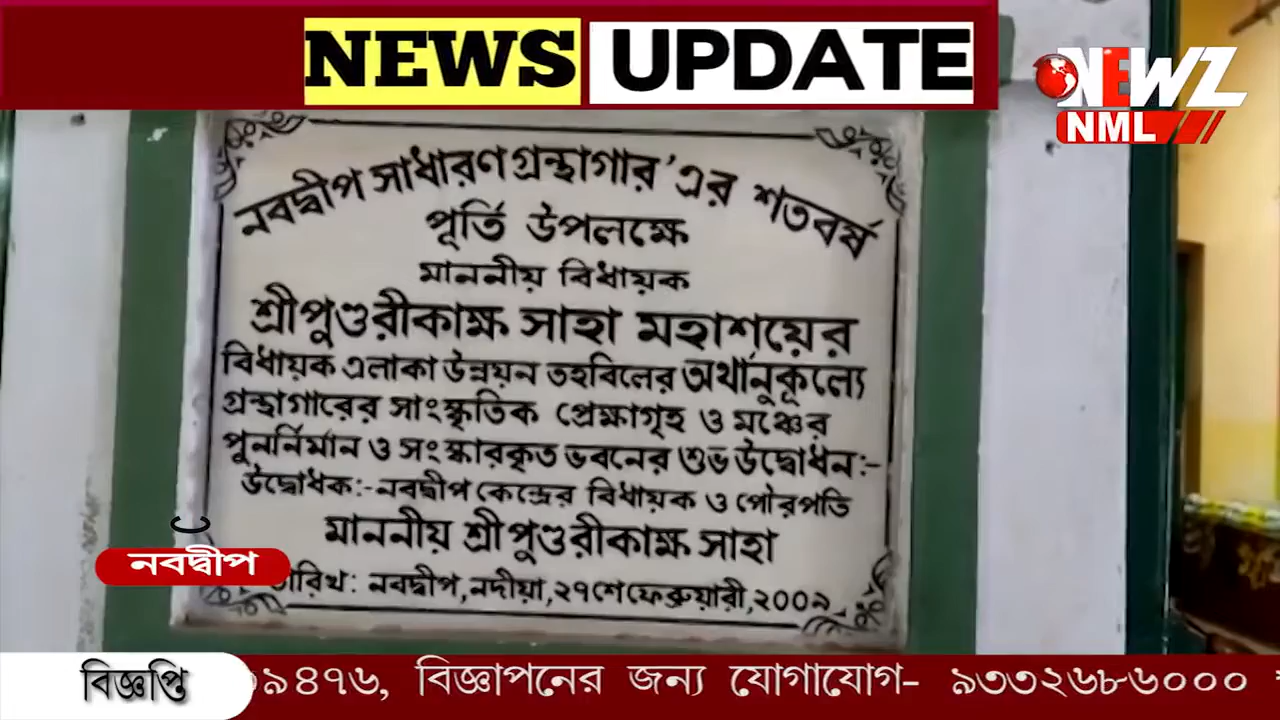 NEWS UPDATE
NEWZ
NML
নবদ্বীপ সাধারণ গ্রন্থাগার'এর শতবর্ষ
পূর্তি উপলক্ষে
মাননীয় বিধায়ক
শ্রীপুণ্ডরীকাক্ষ সাহা মহাশয়ের
বিধায়ক এলাকা উন্নয়ন তহবিলের অর্থানুকূল্যে
গ্রন্থাগারের সাংস্কৃতিক প্রেক্ষাগৃহ ও মঞ্চের
পুনর্নির্মান ও সংস্কারকৃত ভবনের শুভ উদ্বোধন:-
উদ্বোধক:-নবদ্বীপ কেন্দ্রের বিধায়ক ও পৌরপতি
মাননীয় শ্রীপুণ্ডরীকাক্ষ সাহা
তারিখ: নবদ্বীপ,নদীয়া,২৭শে ফেব্রুয়ারী,২০০৯
নবদ্বীপ
বিজ্ঞপ্তি
৯৪৭৬, বিজ্ঞাপনের জন্য যোগাযোগ- ৯৩৩২৬৮৬০০০